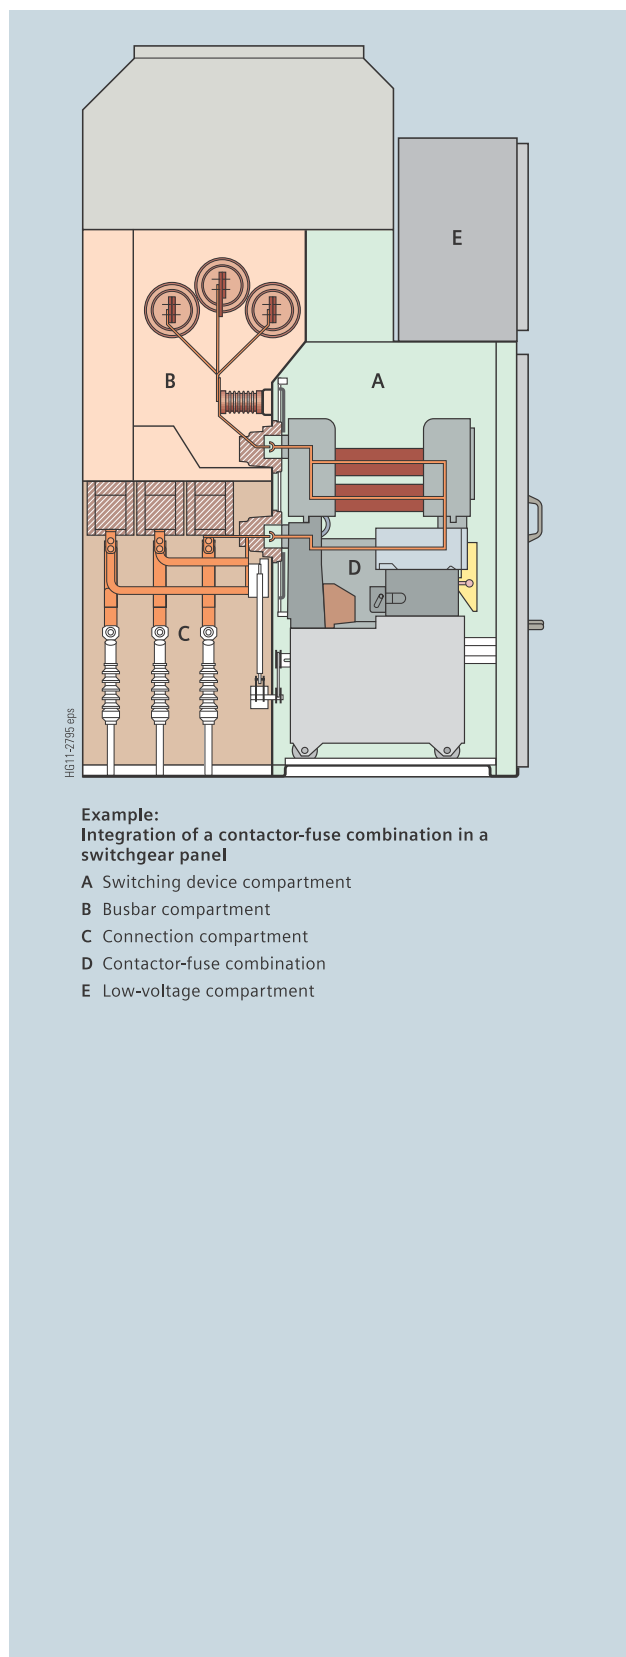 E
B
A
D
C
HG11-2795 eps
Example:
Integration of a contactor-fuse combination in a
switchgear panel
A Switching device compartment
B Busbar compartment
C Connection compartment
D Contactor-fuse combination
E Low-voltage compartment